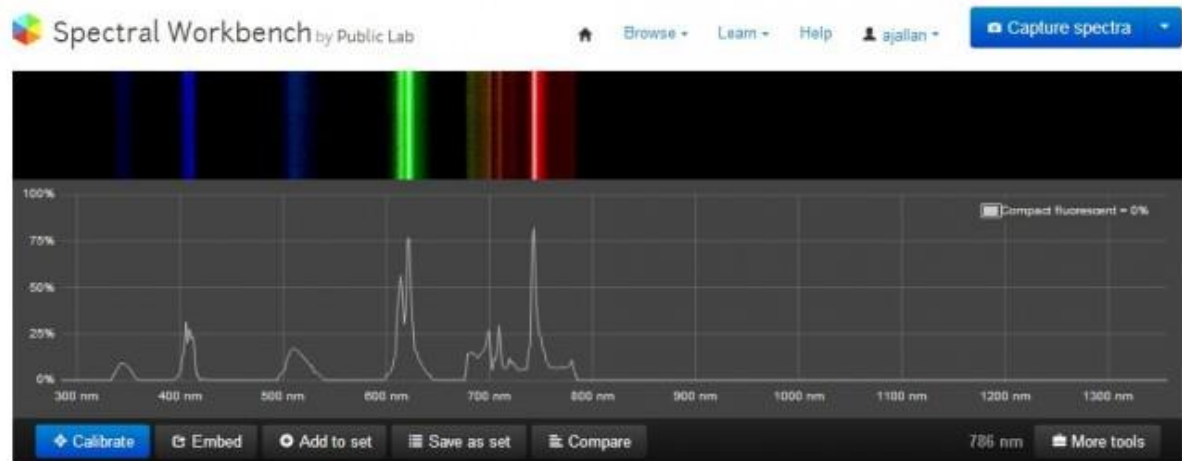 Spectral Workbench by Public Lab
Browse Learn Help ajallan Capture spectra
100%
75%
50%
25%
0%
Compact fluorescent = 0%
300 nm 400 nm 500 nm 600 nm 700 nm 800 nm 900 nm 1000 nm 1100 nm 1200 nm 1300 nm
Calibrate Embed Add to set Save as set Compare 786 nm More tools